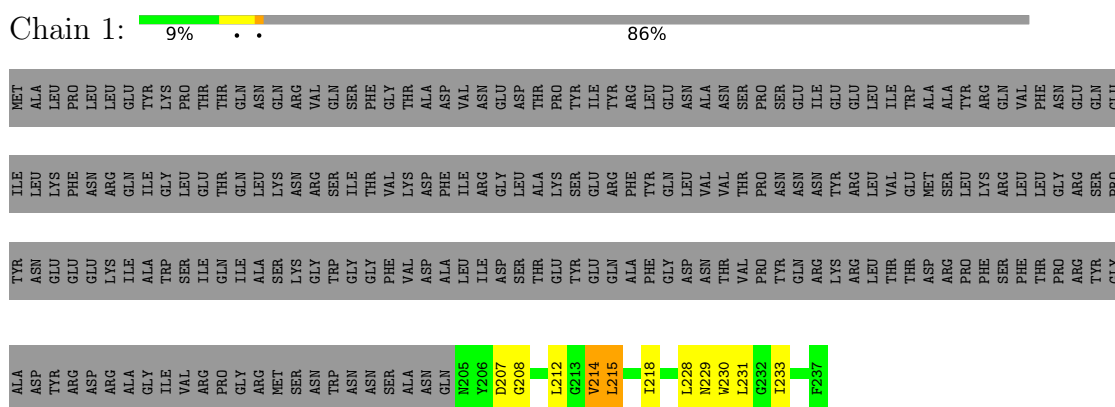 Chain 1:
9% . . 86%
MET ALA LEU PRO LEU LEU GLU TYR LYS PRO THR THR GLN ASN GLN ARG VAL GLN SER PHE GLY THR ALA ASP VAL ASN GLU ASP THR PRO TYR ILE TYR ARG LEU GLU ASN ALA ASN SER PRO SER GLU ILE GLU GLU LEU ILE TRP ALA ALA TYR ARG GLN VAL PHE ASN GLU GLN GLU
ILE LEU LYS PHE ASN ARG GLN ILE GLY LEU GLU THR GLN LEU LYS ASN ARG SER ILE THR VAL LYS ASP PHE ILE ARG GLY LEU ALA LYS SER GLU ARG PHE TYR GLN LEU VAL VAL THR PRO ASN ASN ASN TYR ARG LEU VAL GLU MET SER LEU LYS ARG LEU LEU GLY ARG SER PRO
TYR ASN GLU GLU GLU LYS ILE ALA TRP SER ILE GLN ILE ALA SER LYS GLY TRP GLY GLY PHE VAL ASP ALA LEU ILE ASP SER THR GLU TYR GLU GLN ALA PHE GLY ASP ASN THR VAL PRO TYR GLN ARG LYS ARG LEU THR THR ASP ARG PRO PHE SER PHE THR PRO ARG TYR GLY
ALA ASP TYR ARG ASP ARG ALA GLY ILE VAL ARG PRO GLY ARG MET SER ASN TRP ASN ASN SER ALA ASN GLN N205 Y206 D207 G208 L212 G213 V214 L215 I218 L228 N229 W230 L231 G232 I233 F237